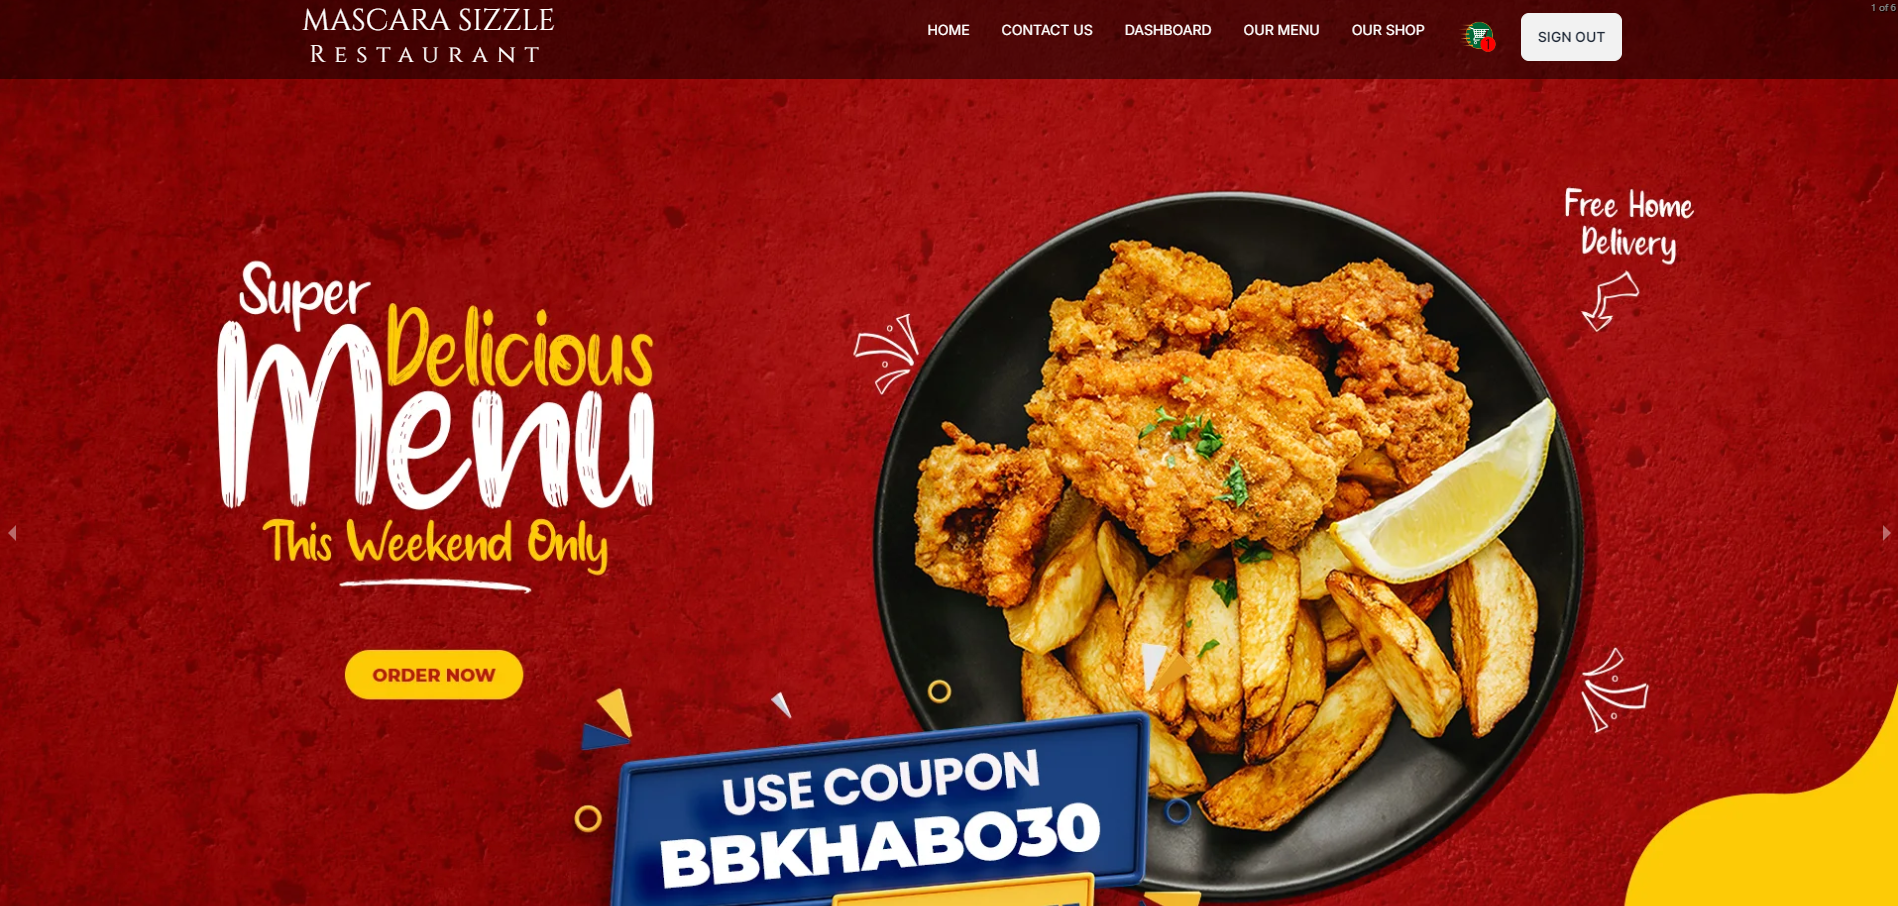 MASCARA SIZZLE
RESTAURANT
HOME
CONTACT US
DASHBOARD
OUR MENU
OUR SHOP
1
SIGN OUT
1 of 6
Free Home
Delivery
Super
Delicious
Menu
This Weekend Only
ORDER NOW
USE COUPON
BBKHABO30